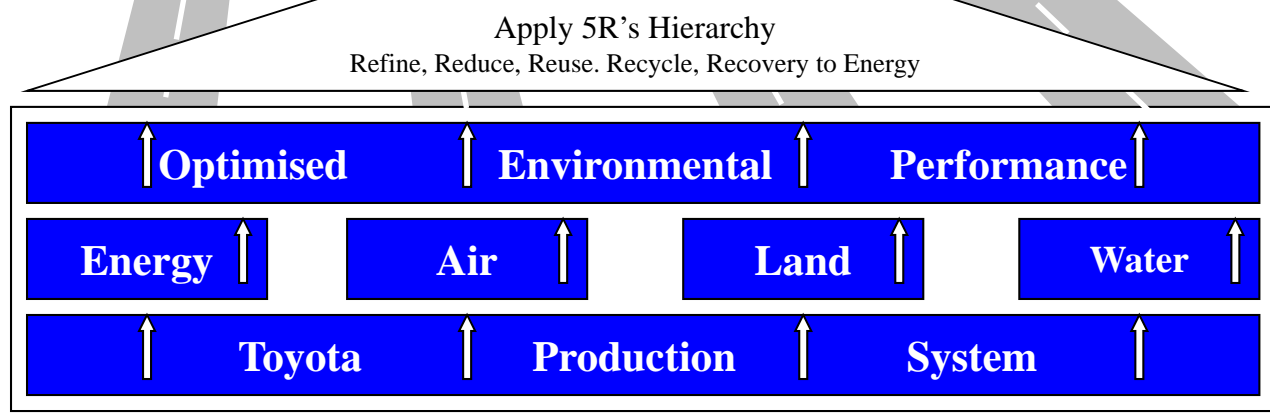 Apply 5R's Hierarchy
Refine, Reduce, Reuse. Recycle, Recovery to Energy
Optimised Environmental Performance
Energy Air Land Water
Toyota Production System